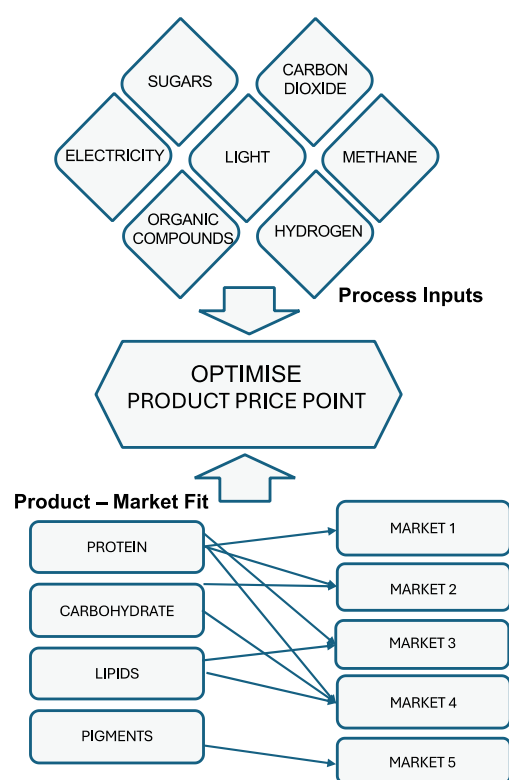 SUGARS
CARBON
DIOXIDE
ELECTRICITY
LIGHT
METHANE
ORGANIC
COMPOUNDS
HYDROGEN
Process Inputs
OPTIMISE
PRODUCT PRICE POINT
Product – Market Fit
PROTEIN
MARKET 1
MARKET 2
CARBOHYDRATE
MARKET 3
LIPIDS
MARKET 4
PIGMENTS
MARKET 5